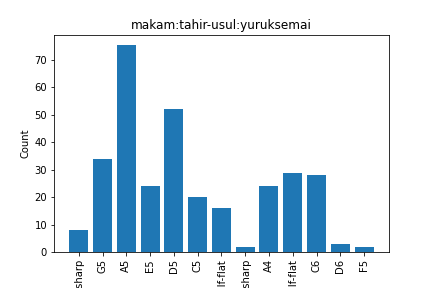 makam:tahir-usul:yuruksemai
Count
70
60
50
40
30
20
10
0
sharp
G5
A5
E5
D5
C5
lf-flat
sharp
A4
lf-flat
C6
D6
F5